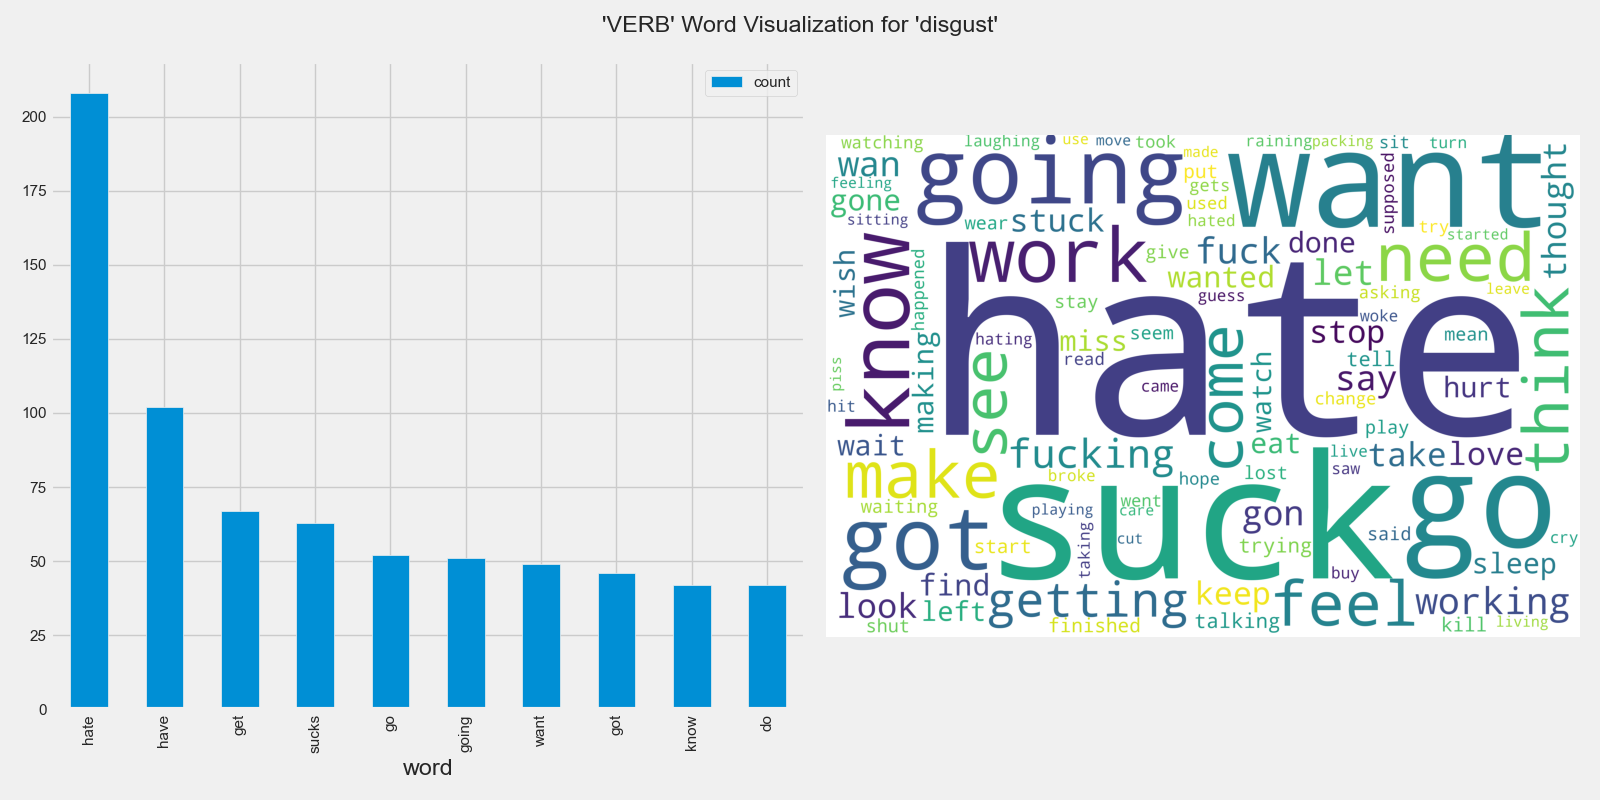 'VERB' Word Visualization for 'disgust'
count
200
175
150
125
100
75
50
25
0
hate
have
get
sucks
go
going
want
got
know
do
word
watching
laughing
use
move
took
raining
packing
sit
turn
wan
going
made
want
supposed
thought
feeling
put
gone
gets
used
sitting
wear
stuck
hated
try
started
know
wish
happened
work
give
fuck
done
need
wanted
let
stay
guess
asking
leave
hate
woke
think
hating
miss
seem
stop
mean
piss
making
see
read
come
watch
tell
came
say
hurt
hit
change
play
wait
fucking
eat
live
take
love
make
broke
hope
lost
saw
suck
go
waiting
playing
went
care
gon
got
start
taking
cut
trying
said
cry
sleep
find
buy
look
left
getting
keep
feel
working
shut
finished
talking
kill
living